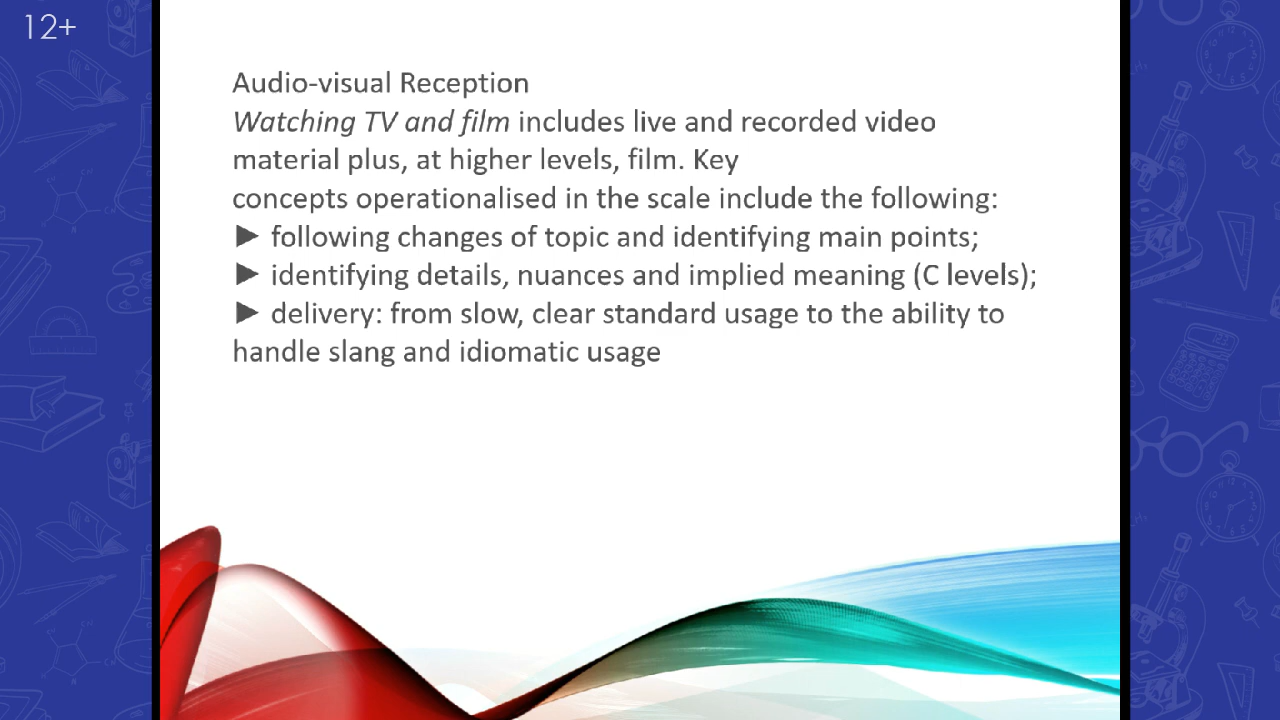 12+
Audio-visual Reception
Watching TV and film includes live and recorded video
material plus, at higher levels, film. Key
concepts operationalised in the scale include the following:
► following changes of topic and identifying main points;
► identifying details, nuances and implied meaning (C levels);
► delivery: from slow, clear standard usage to the ability to
handle slang and idiomatic usage